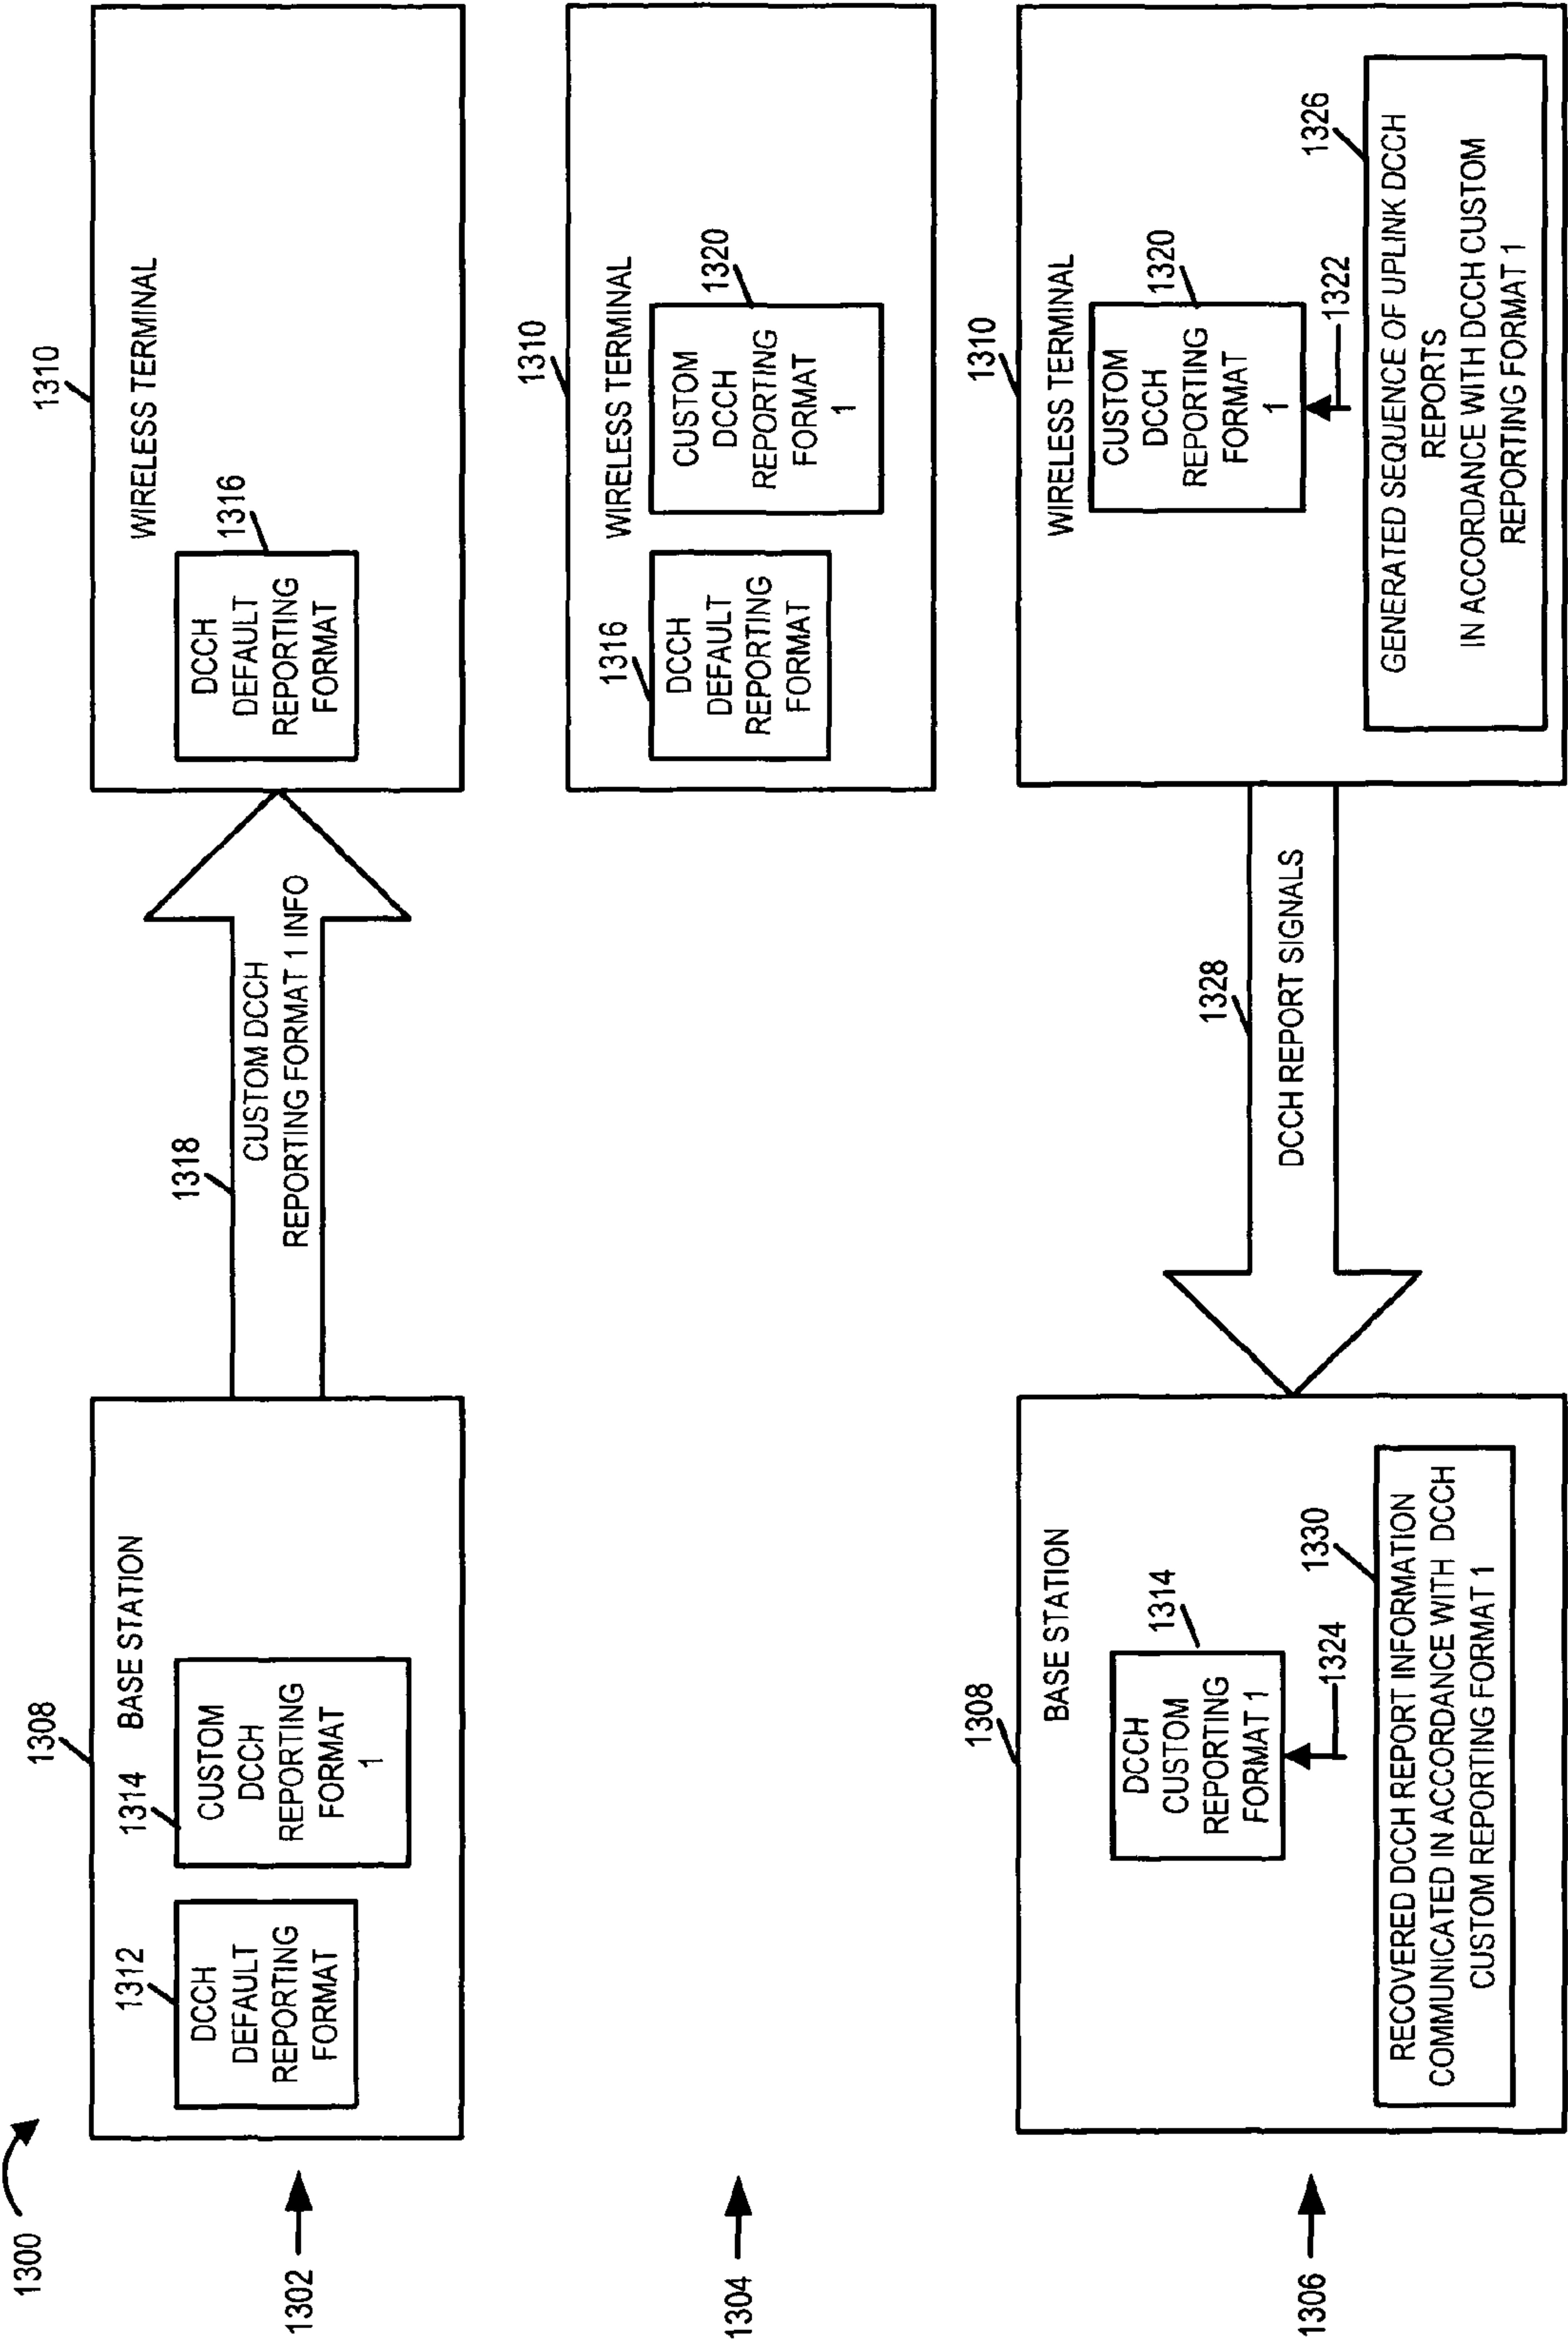 1300
1302
1308
BASE STATION
1312
DCCH
DEFAULT
REPORTING
FORMAT
1314
CUSTOM
DCCH
REPORTING
FORMAT
1
1318
CUSTOM DCCH
REPORTING FORMAT 1 INFO
1310
WIRELESS TERMINAL
1316
DCCH
DEFAULT
REPORTING
FORMAT
1304
1310
WIRELESS TERMINAL
1316
DCCH
DEFAULT
REPORTING
FORMAT
1320
CUSTOM
DCCH
REPORTING
FORMAT
1
1306
1308
BASE STATION
1314
DCCH
CUSTOM
REPORTING
FORMAT 1
1324
1330
RECOVERED DCCH REPORT INFORMATION
COMMUNICATED IN ACCORDANCE WITH DCCH
CUSTOM REPORTING FORMAT 1
1328
DCCH REPORT SIGNALS
1310
WIRELESS TERMINAL
1320
CUSTOM
DCCH
REPORTING
FORMAT
1
1322
1326
GENERATED SEQUENCE OF UPLINK DCCH
REPORTS
IN ACCORDANCE WITH DCCH CUSTOM
REPORTING FORMAT 1